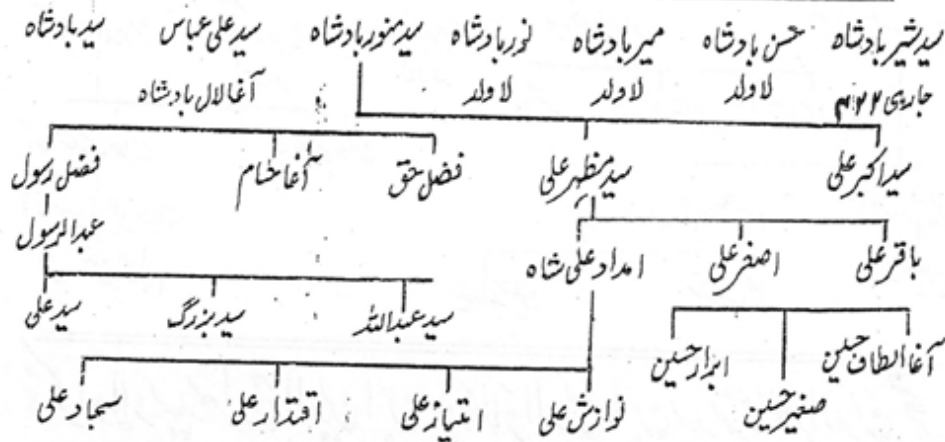 سید شیر بادشاہ حسن بادشاہ میر بادشاہ نور بادشاہ سید منور بادشاہ سید علی عباس سید بادشاہ
جاری ۴۲۲ لاولد لاولد لاولد آغا لال بادشاہ
سید اکبر علی سید مظہر علی فضل حق آغا ضام فضل رسول
باقر علی اصغر علی امداد علی شاہ عبدالرسول
سید عبداللہ سید بزرگ سید علی
آغا الطاف حسین صغیر حسین ابرار حسین
نوازش علی امتیاز علی اقتدار علی سجاد علی